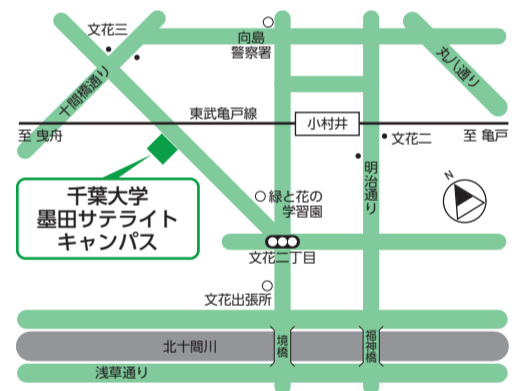 文花三
向島
警察署
十間橋通り
丸八通り
東武亀戸線
小村井
至 曳舟
文花二
至 亀戸
千葉大学
墨田サテライト
キャンパス
緑と花の
学習園
明治通り
N
文花二丁目
文花出張所
北十間川
境橋
福神橋
浅草通り